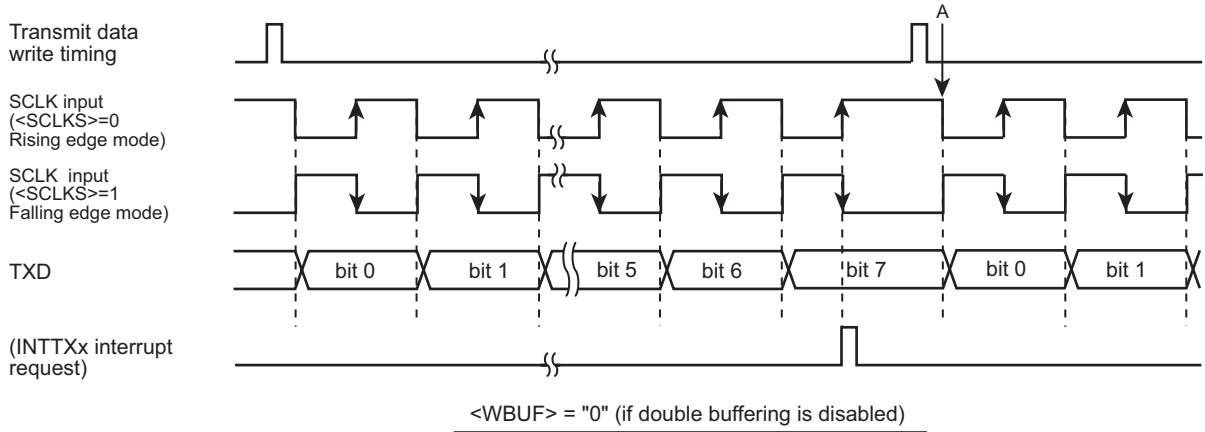 A
Transmit data
write timing
SCLK input
(<SCLKS>=0
Rising edge mode)
SCLK input
(<SCLKS>=1
Falling edge mode)
TXD
bit 0
bit 1
bit 5
bit 6
bit 7
bit 0
bit 1
(INTTXx interrupt
request)
<WBUF> = "0" (if double buffering is disabled)